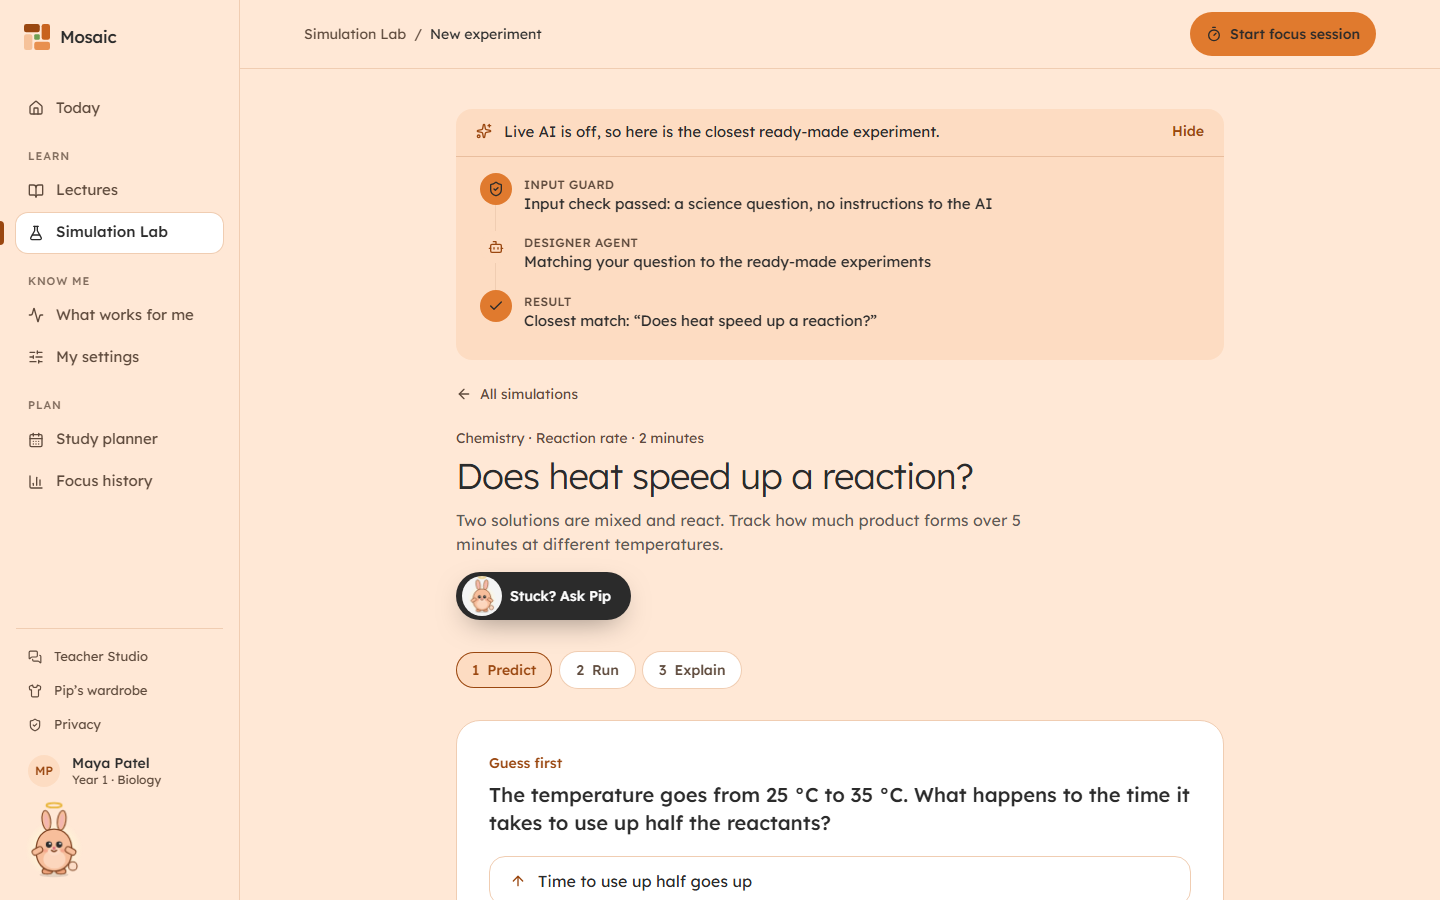 Mosaic
Today
LEARN
Lectures
Simulation Lab
KNOW ME
What works for me
My settings
PLAN
Study planner
Focus history
Teacher Studio
Pip’s wardrobe
Privacy
MP
Maya Patel
Year 1 · Biology
Simulation Lab / New experiment
Start focus session
Live AI is off, so here is the closest ready-made experiment.
Hide
INPUT GUARD
Input check passed: a science question, no instructions to the AI
DESIGNER AGENT
Matching your question to the ready-made experiments
RESULT
Closest match: “Does heat speed up a reaction?”
All simulations
Chemistry · Reaction rate · 2 minutes
Does heat speed up a reaction?
Two solutions are mixed and react. Track how much product forms over 5
minutes at different temperatures.
Stuck? Ask Pip
1 Predict
2 Run
3 Explain
Guess first
The temperature goes from 25 °C to 35 °C. What happens to the time it
takes to use up half the reactants?
Time to use up half goes up